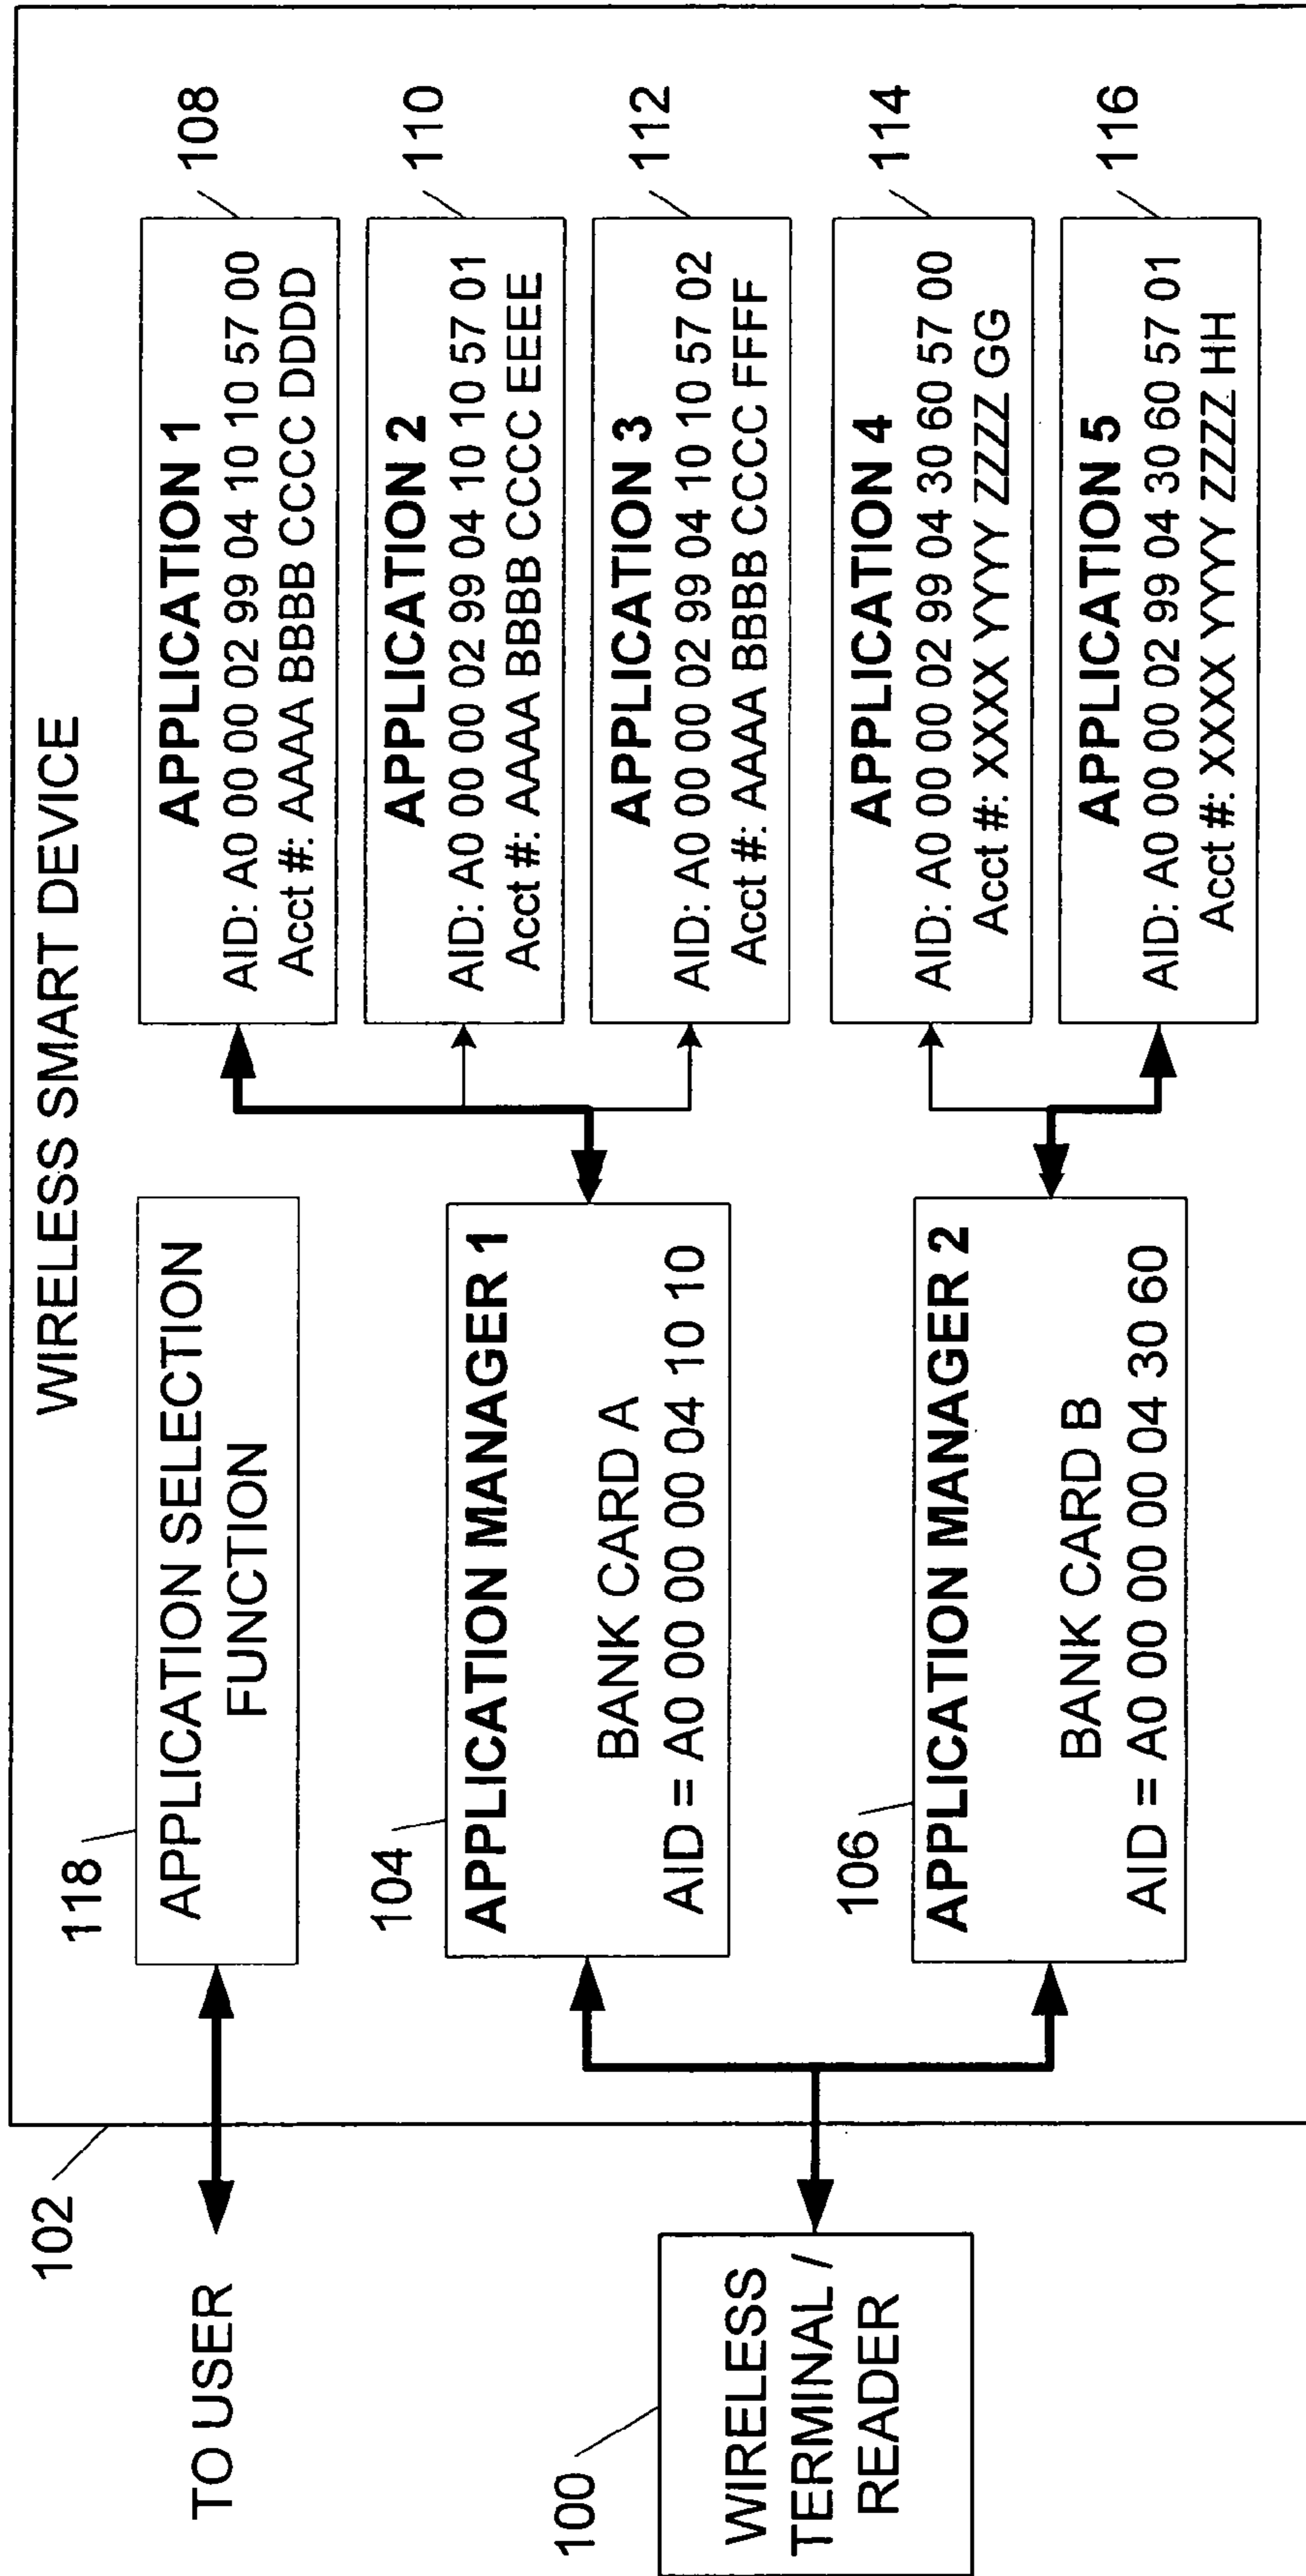 WIRELESS SMART DEVICE
102
TO USER
118
APPLICATION SELECTION
FUNCTION
100
WIRELESS
TERMINAL /
READER
104
APPLICATION MANAGER 1
BANK CARD A
AID = A0 00 00 00 04 10 10
106
APPLICATION MANAGER 2
BANK CARD B
AID = A0 00 00 00 04 30 60
108
APPLICATION 1
AID: A0 00 00 02 99 04 10 10 57 00
Acct #: AAAA BBBB CCCC DDDD
110
APPLICATION 2
AID: A0 00 00 02 99 04 10 10 57 01
Acct #: AAAA BBBB CCCC EEEE
112
APPLICATION 3
AID: A0 00 00 02 99 04 10 10 57 02
Acct #: AAAA BBBB CCCC FFFF
114
APPLICATION 4
AID: A0 00 00 02 99 04 30 60 57 00
Acct #: XXXX YYYY ZZZZ GG
116
APPLICATION 5
AID: A0 00 00 02 99 04 30 60 57 01
Acct #: XXXX YYYY ZZZZ HH